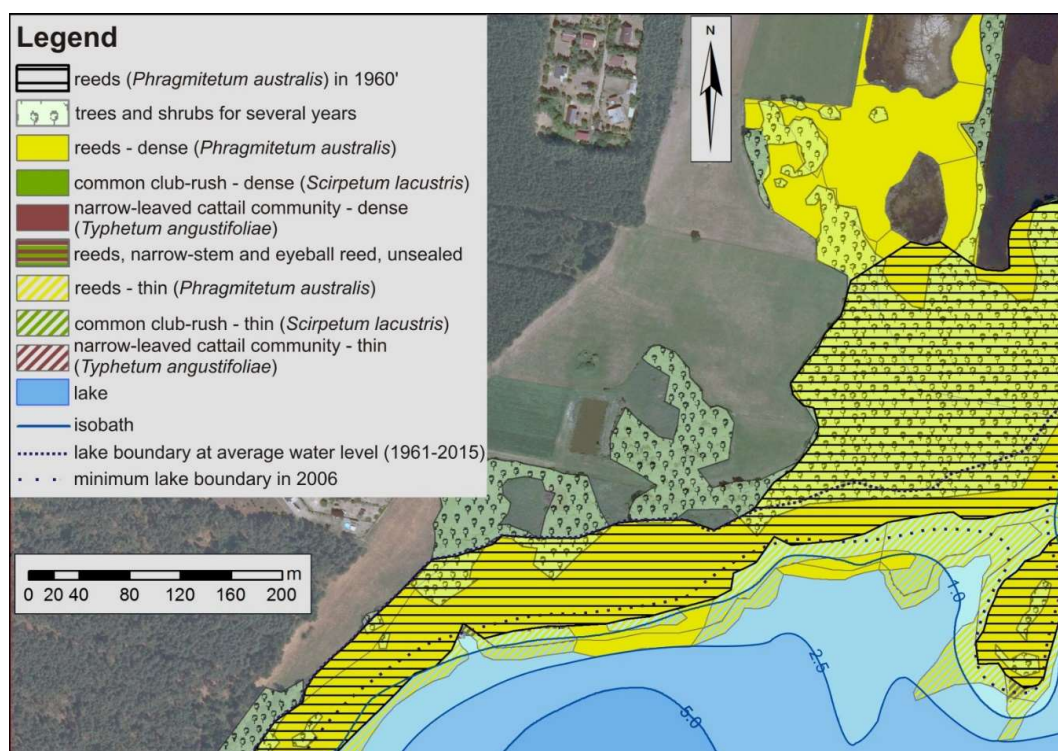 Legend
reeds (Phragmitetum australis) in 1960'
trees and shrubs for several years
reeds - dense (Phragmitetum australis)
common club-rush - dense (Scirpetum lacustris)
narrow-leaved cattail community - dense
(Typhetum angustifoliae)
reeds, narrow-stem and eyeball reed, unsealed
reeds - thin (Phragmitetum australis)
common club-rush - thin (Scirpetum lacustris)
narrow-leaved cattail community - thin
(Typhetum angustifoliae)
lake
isobath
lake boundary at average water level (1961-2015)
minimum lake boundary in 2006
N
m
0 20 40 80 120 160 200
1.0
2.5
5.0